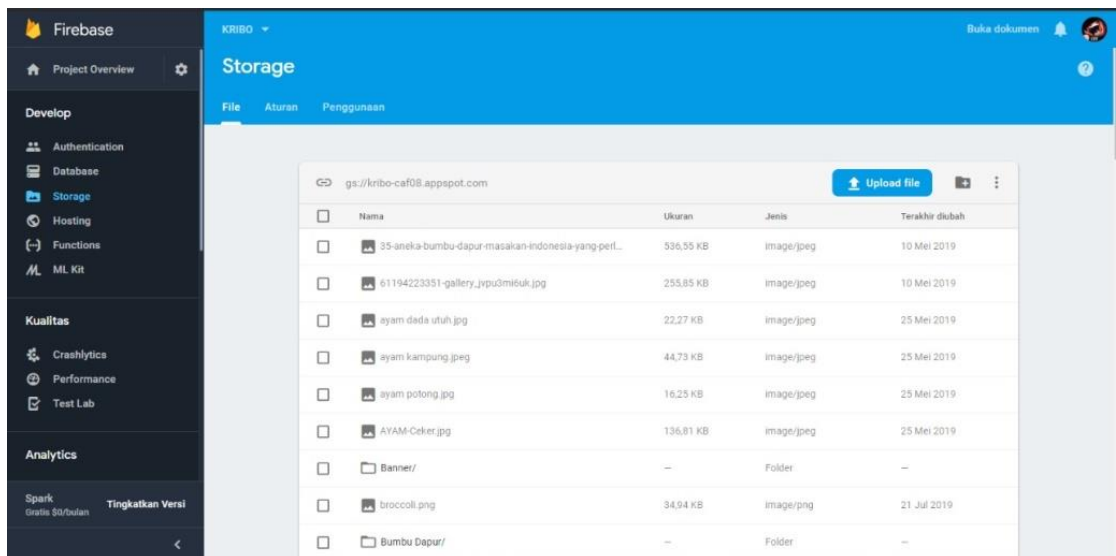 Firebase
Project Overview
Develop
Authentication
Database
Storage
Hosting
Functions
ML Kit
Kualitas
Crashlytics
Performance
Test Lab
Analytics
Spark
Gratis $0/bulan
Tingkatkan Versi
KRIBO
Buka dokumen
Storage
File Aturan Penggunaan
gs://kribo-caf08.appspot.com
Upload file
Nama Ukuran Jenis Terakhir diubah
35-aneka-bumbu-dapur-masakan-indonesia-yang-perl... 536,55 KB image/jpeg 10 Mei 2019
61194223351-gallery_jvpu3mi6uk.jpg 255,85 KB image/jpeg 10 Mei 2019
ayam dada utuh.jpg 22,27 KB image/jpeg 25 Mei 2019
ayam kampung.jpeg 44,73 KB image/jpeg 25 Mei 2019
ayam potong.jpg 16,25 KB image/jpeg 25 Mei 2019
AYAM-Ceker.jpg 136,81 KB image/jpeg 25 Mei 2019
Banner/ — Folder —
broccoli.png 34,94 KB image/png 21 Jul 2019
Bumbu Dapur/ — Folder —